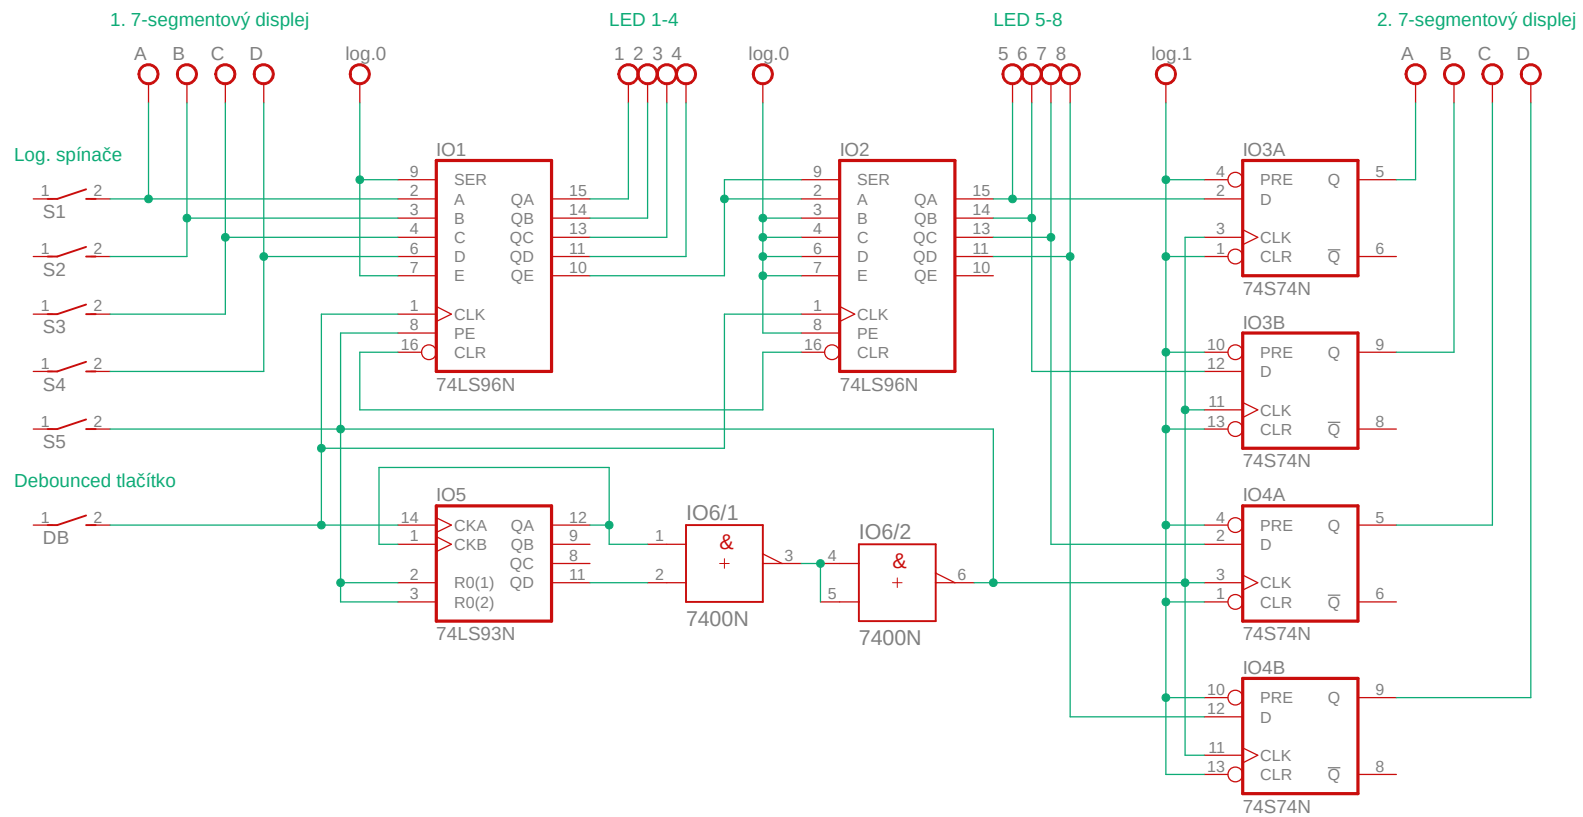 1. 7-segmentový displej
LED 1-4
LED 5-8
2. 7-segmentový displej
A B C D
log.0
1 2 3 4
log.0
5 6 7 8
log.1
A B C D
Log. spínače
1 2
S1
1 2
S2
1 2
S3
1 2
S4
1 2
S5
Debounced tlačítko
1 2
DB
IO1
9 SER
2 A QA 15
3 B QB 14
4 C QC 13
6 D QD 11
7 E QE 10
1 CLK
8 PE
16 CLR
74LS96N
IO2
9 SER
2 A QA 15
3 B QB 14
4 C QC 13
6 D QD 11
7 E QE 10
1 CLK
8 PE
16 CLR
74LS96N
IO3A
4 PRE Q 5
2 D
3 CLK
1 CLR Q 6
74S74N
IO3B
10 PRE Q 9
12 D
11 CLK
13 CLR Q 8
74S74N
IO5
14 CKA QA 12
1 CKB QB 9
QC 8
2 R0(1) QD 11
3 R0(2)
74LS93N
IO6/1
1 & 3
2 +
7400N
IO6/2
4 & 6
5 +
7400N
IO4A
4 PRE Q 5
2 D
3 CLK
1 CLR Q 6
74S74N
IO4B
10 PRE Q 9
12 D
11 CLK
13 CLR Q 8
74S74N